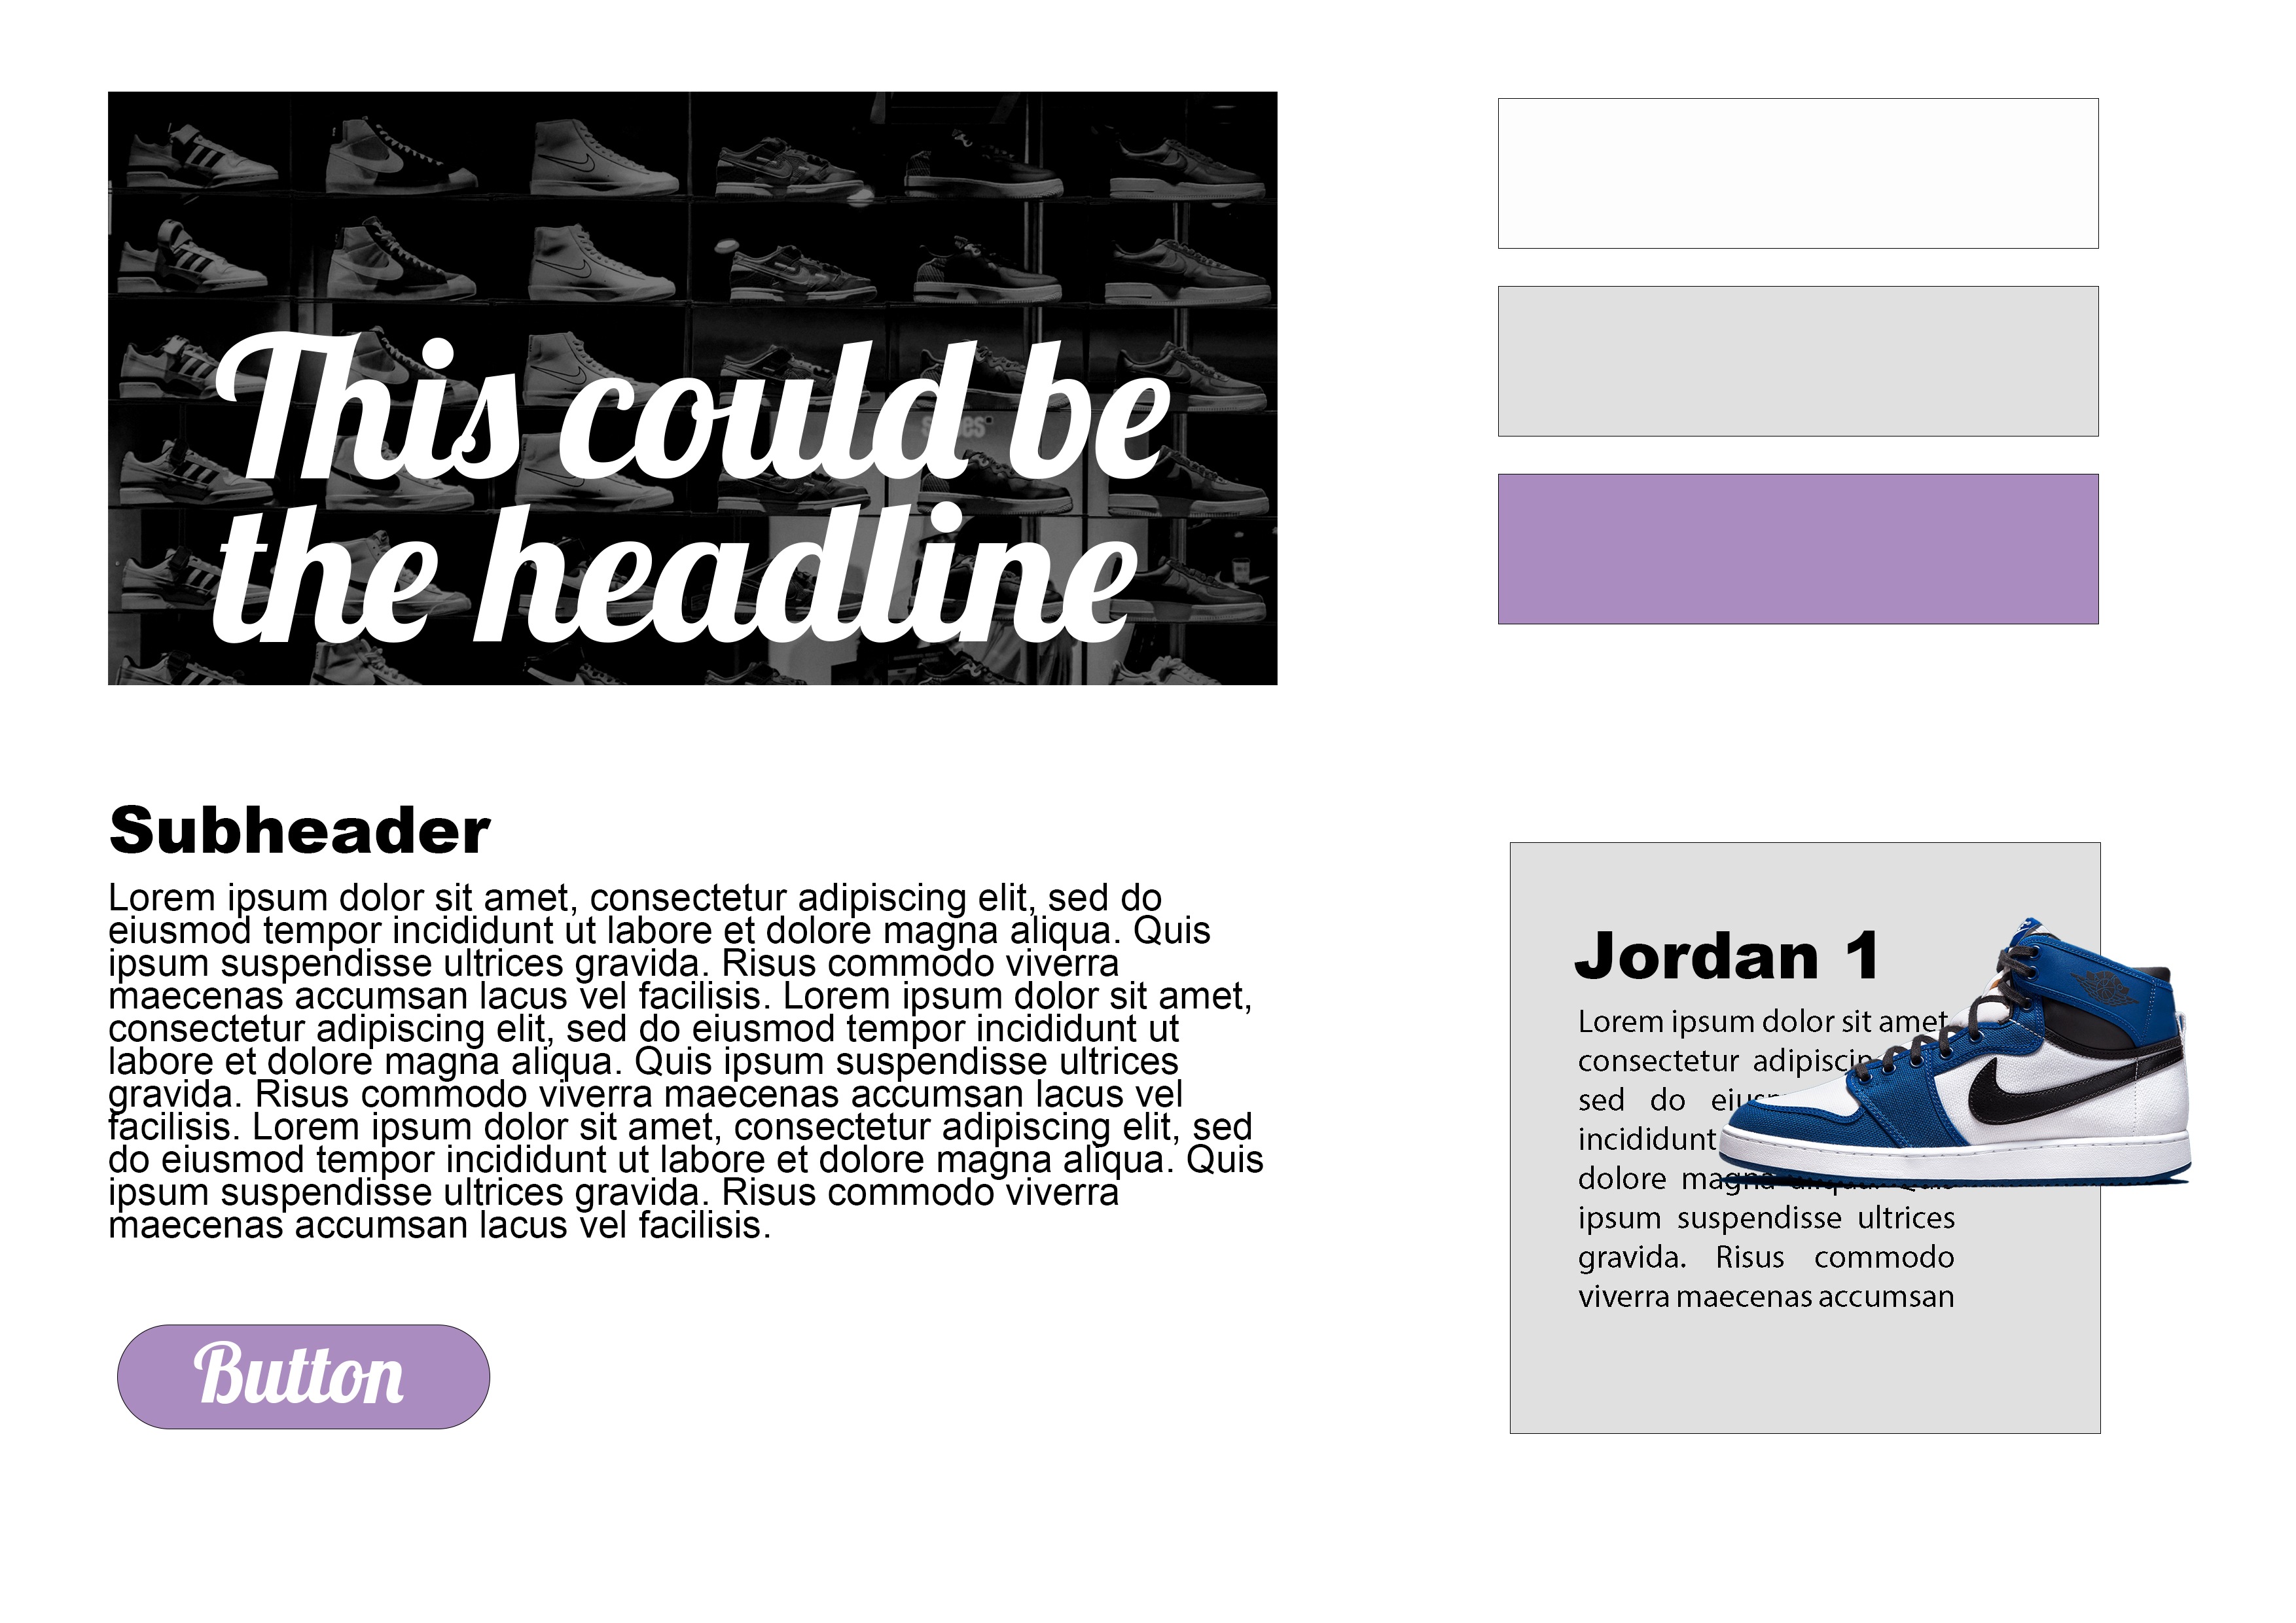 This could be
the headline
Subheader
Lorem ipsum dolor sit amet, consectetur adipiscing elit, sed do
eiusmod tempor incididunt ut labore et dolore magna aliqua. Quis
ipsum suspendisse ultrices gravida. Risus commodo viverra
maecenas accumsan lacus vel facilisis. Lorem ipsum dolor sit amet,
consectetur adipiscing elit, sed do eiusmod tempor incididunt ut
labore et dolore magna aliqua. Quis ipsum suspendisse ultrices
gravida. Risus commodo viverra maecenas accumsan lacus vel
facilisis. Lorem ipsum dolor sit amet, consectetur adipiscing elit, sed
do eiusmod tempor incididunt ut labore et dolore magna aliqua. Quis
ipsum suspendisse ultrices gravida. Risus commodo viverra
maecenas accumsan lacus vel facilisis.
Button
Jordan 1
Lorem ipsum dolor sit amet,
consectetur
sed do
incididunt
dolore magna
ipsum suspendisse ultrices
gravida. Risus commodo
viverra maecenas accumsan